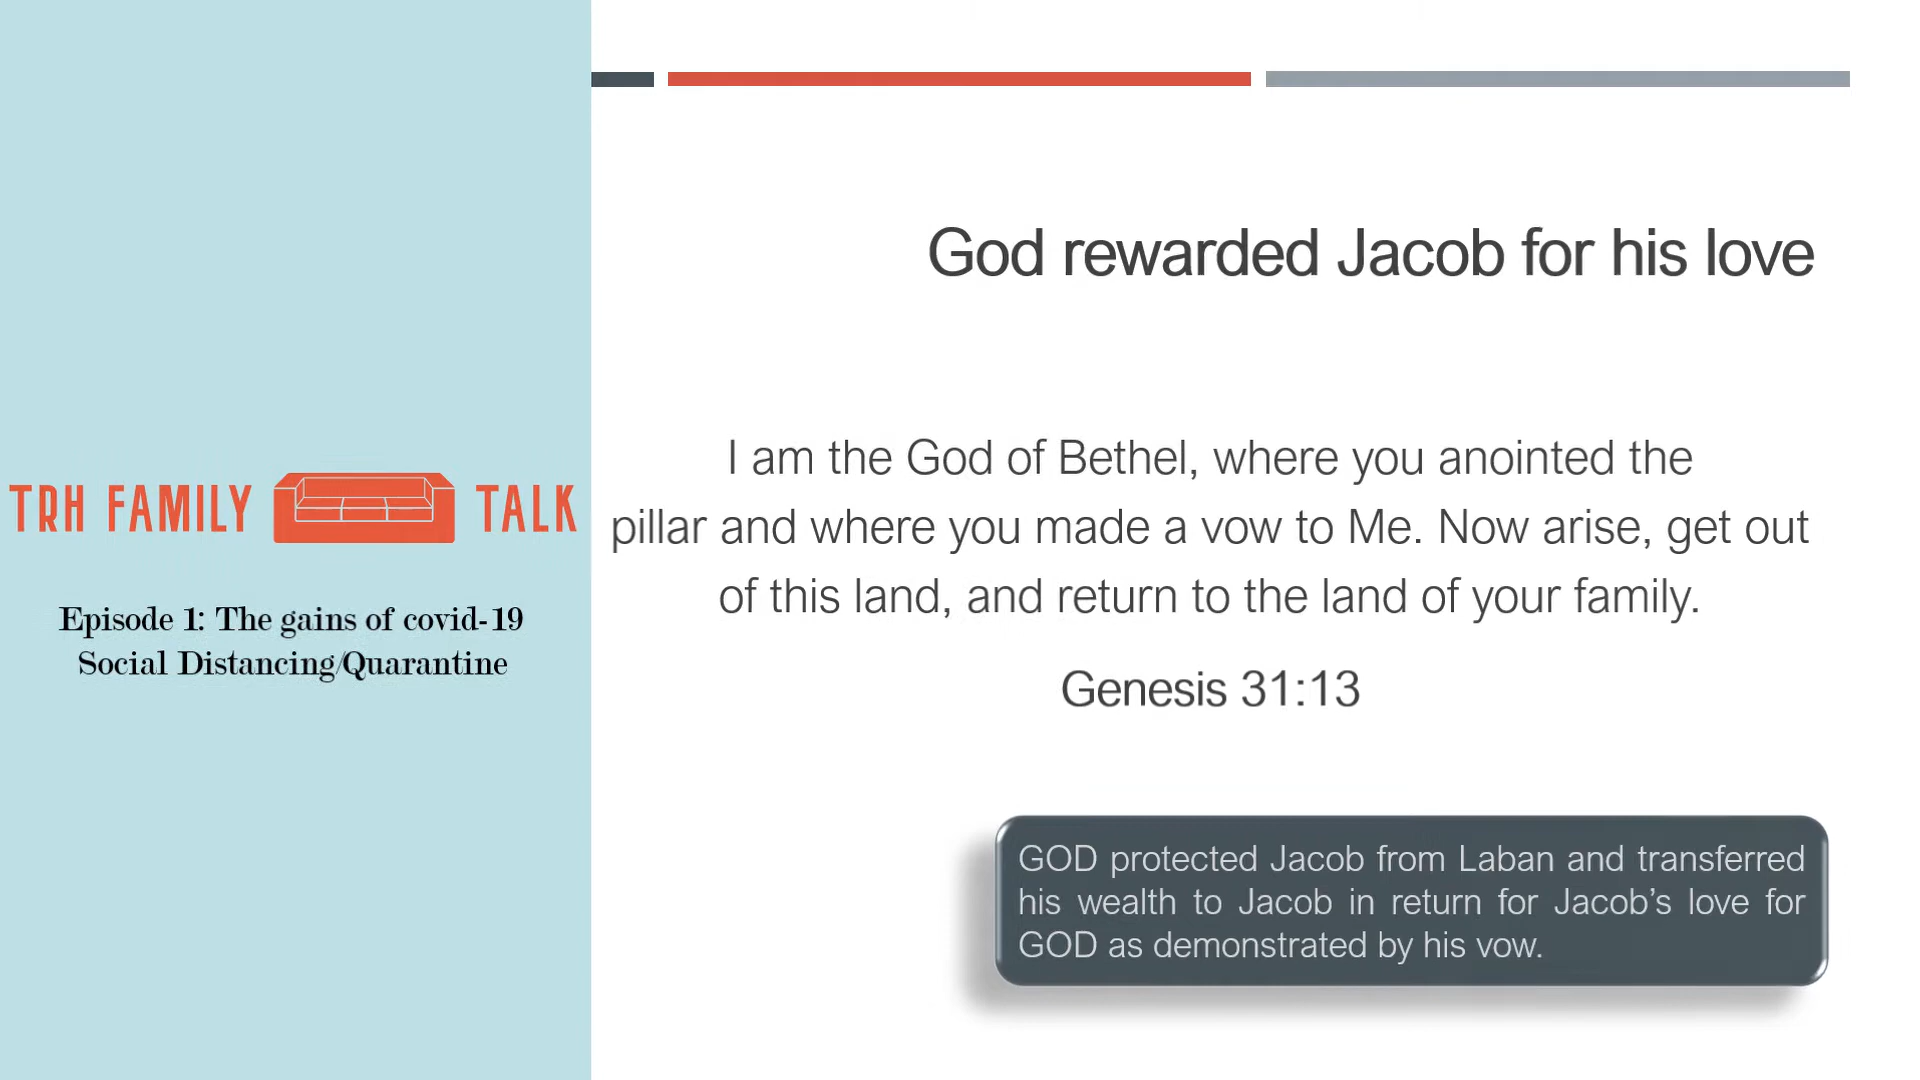 TRH FAMILY TALK
Episode 1: The gains of covid-19
Social Distancing/Quarantine
God rewarded Jacob for his love
I am the God of Bethel, where you anointed the
pillar and where you made a vow to Me. Now arise, get out
of this land, and return to the land of your family.
Genesis 31:13
GOD protected Jacob from Laban and transferred
his wealth to Jacob in return for Jacob’s love for
GOD as demonstrated by his vow.